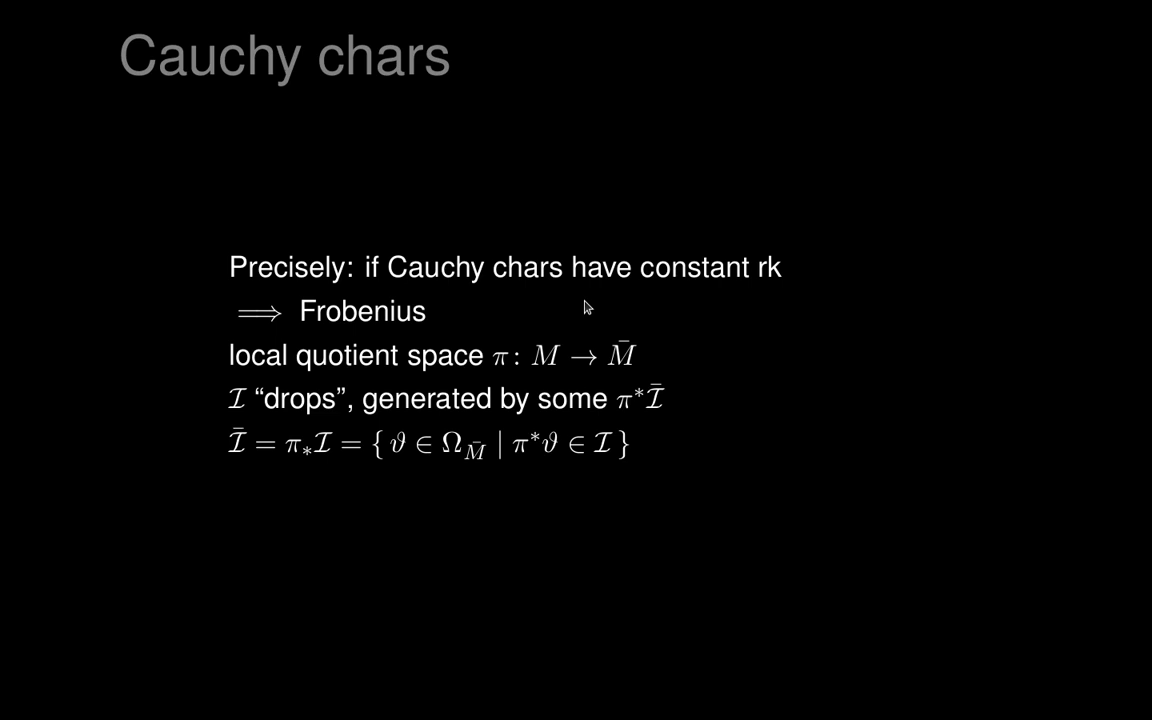 Cauchy chars
Precisely: if Cauchy chars have constant rk
⟹ Frobenius
local quotient space π: M → M̄
ℐ “drops”, generated by some π*ℐ̄
ℐ̄ = π₎ℐ = { ϑ ∈ Ω_M̄ | π*ϑ ∈ ℐ }